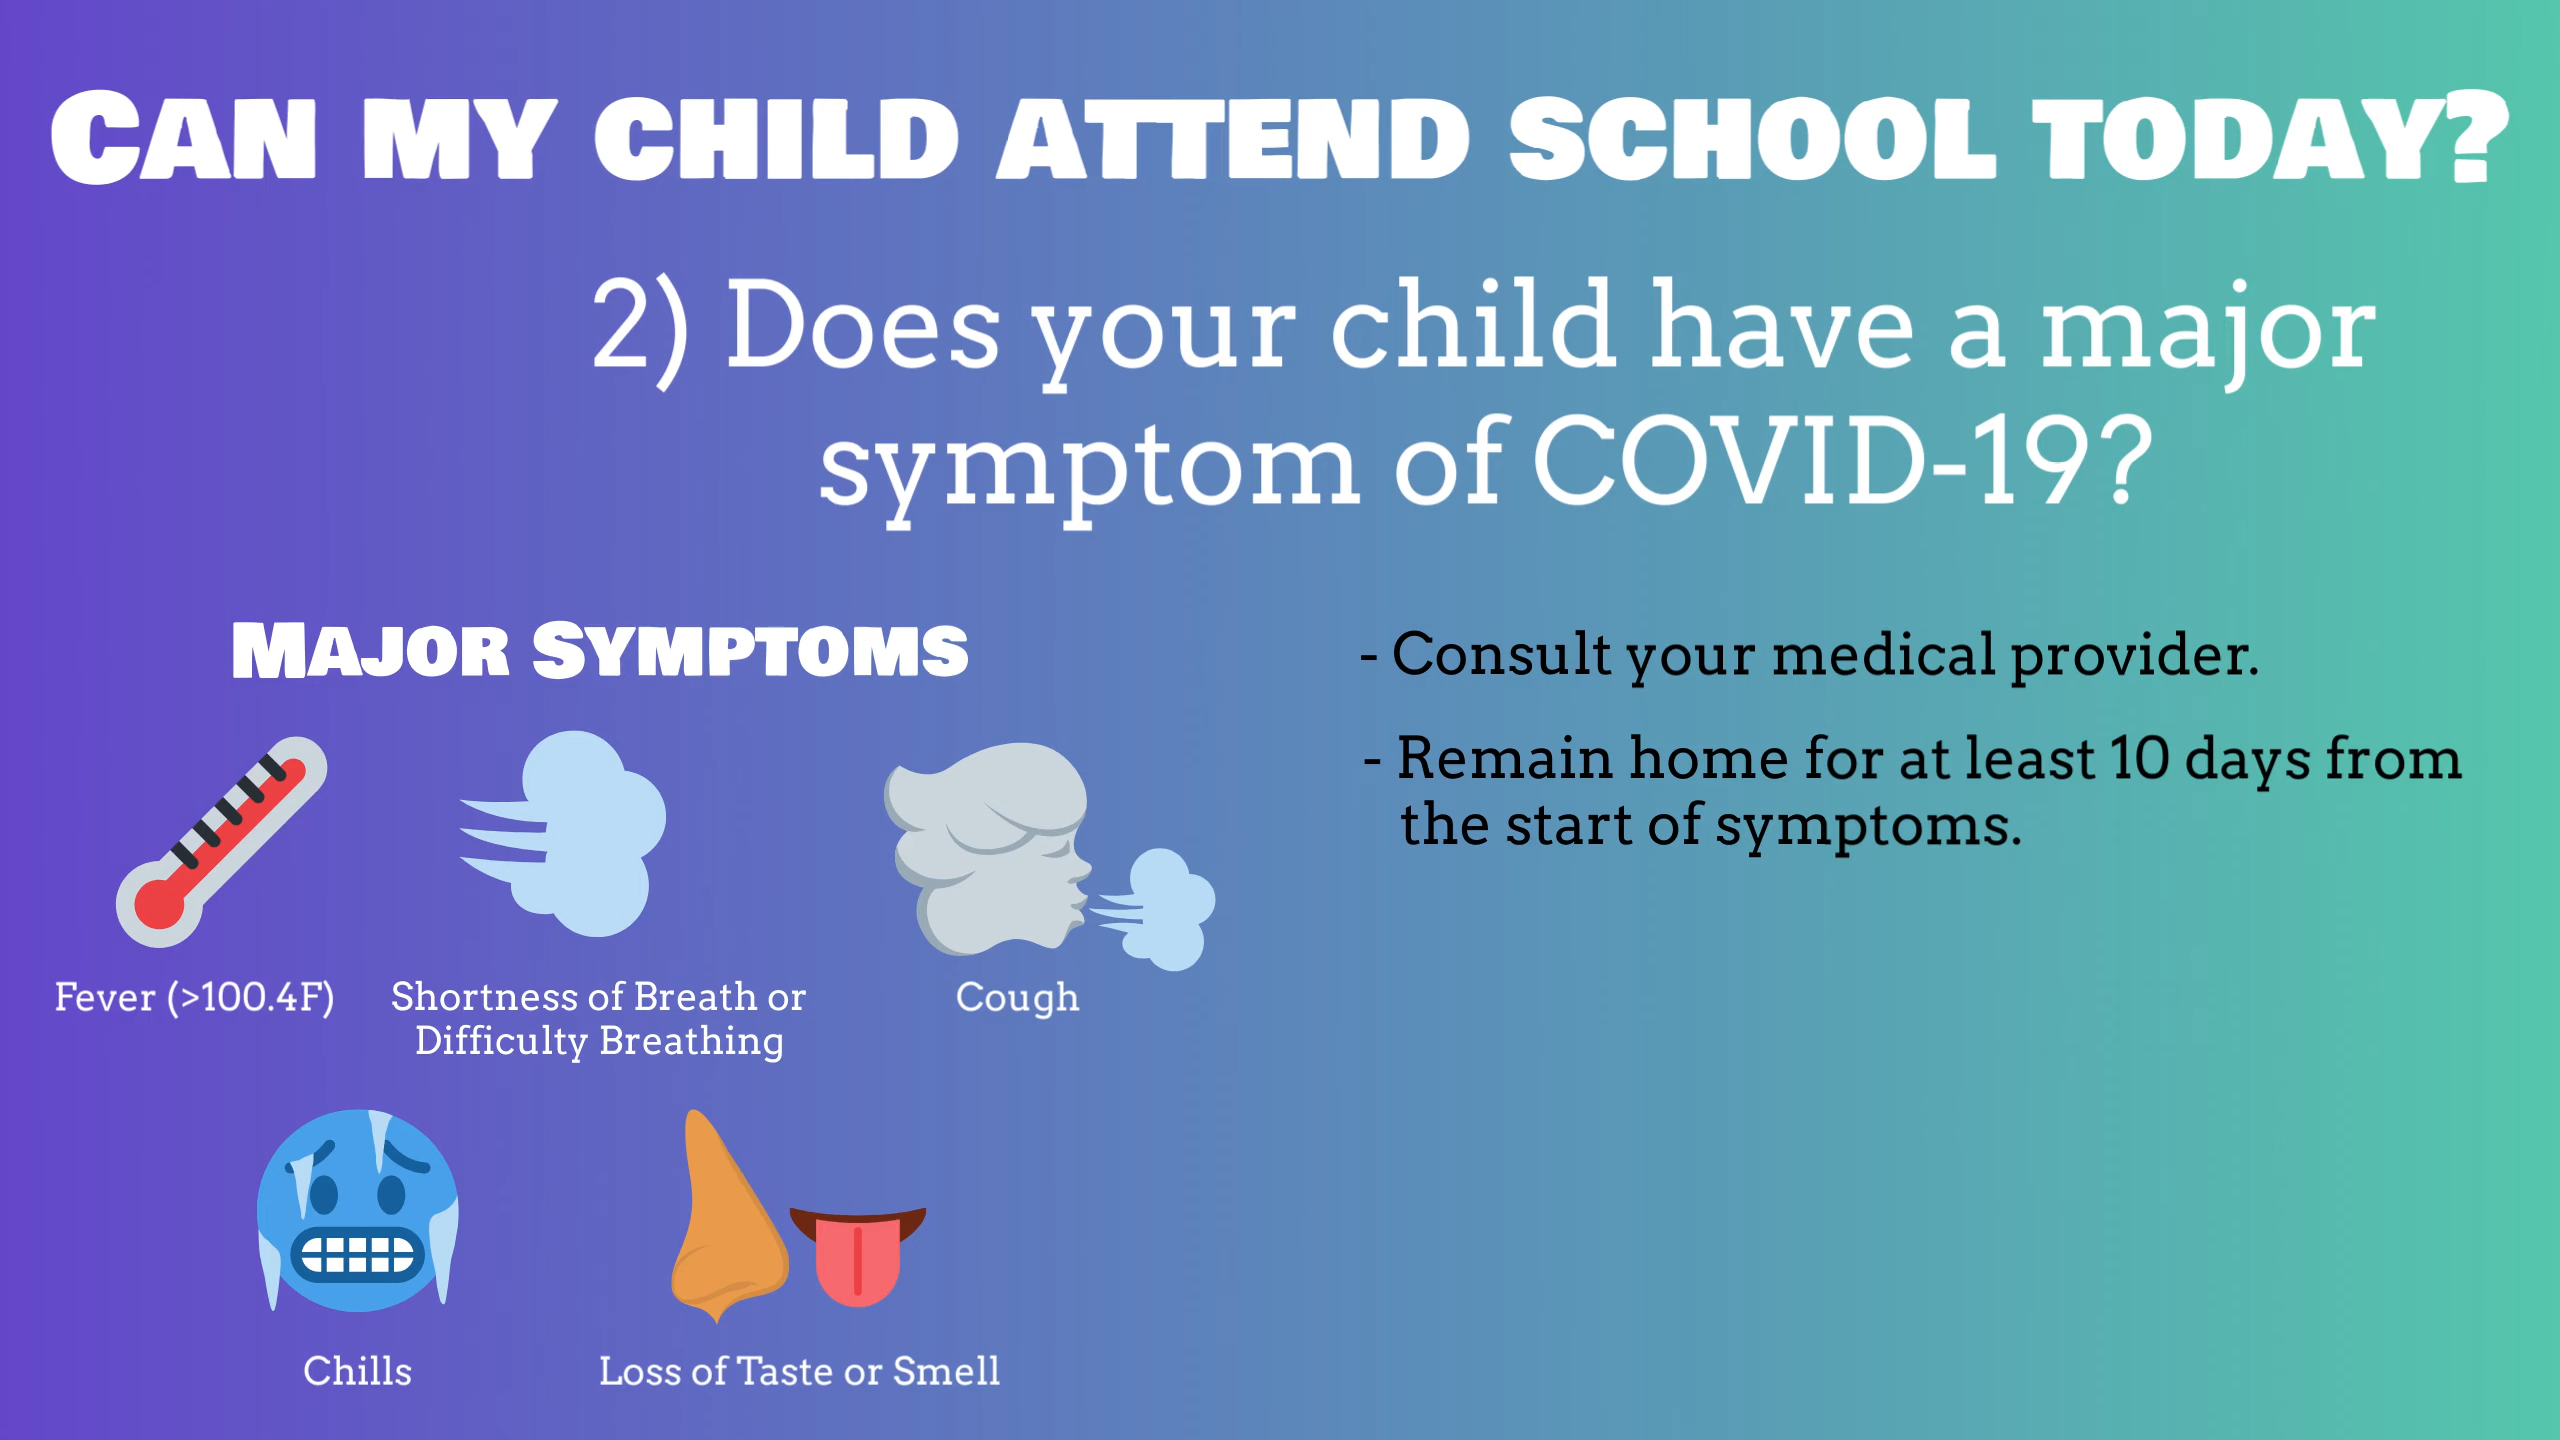 Can my child attend school today?
2) Does your child have a major
symptom of COVID-19?
Major Symptoms
Fever (>100.4F)
Shortness of Breath or
Difficulty Breathing
Cough
Chills
Loss of Taste or Smell
- Consult your medical provider.
- Remain home for at least 10 days from
the start of symptoms.